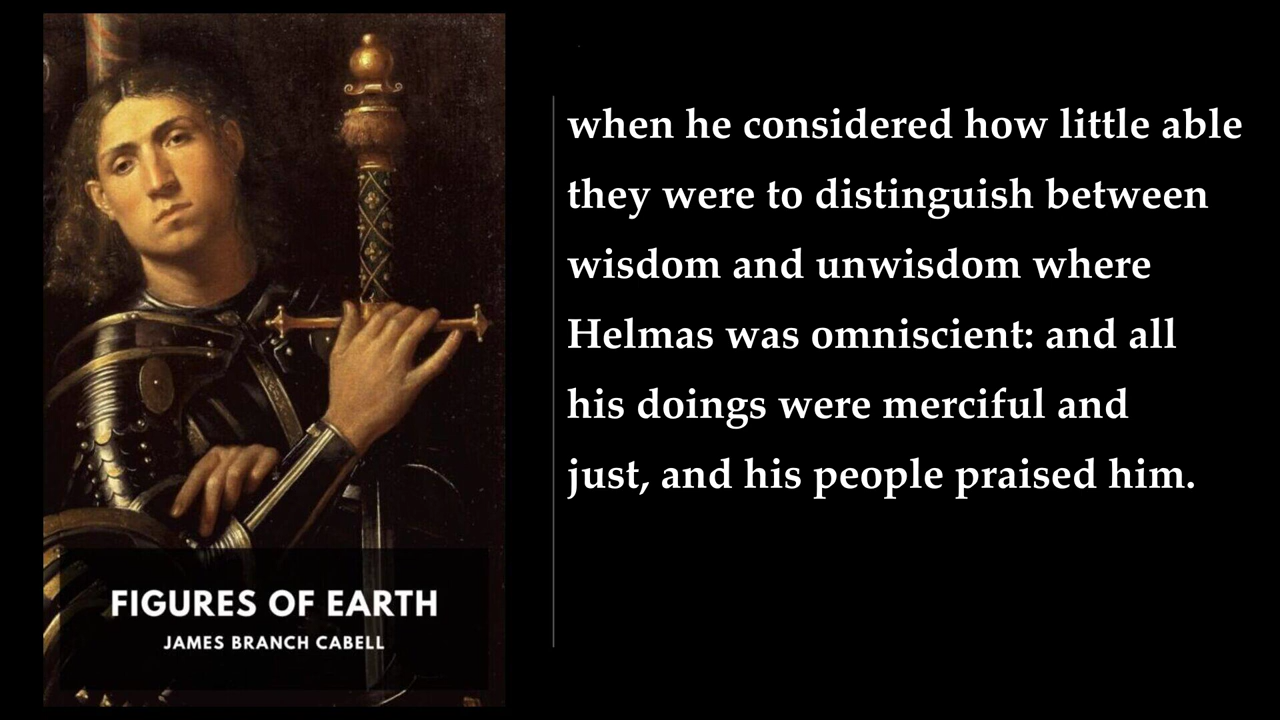 when he considered how little able
they were to distinguish between
wisdom and unwisdom where
Helmas was omniscient: and all
his doings were merciful and
just, and his people praised him.
FIGURES OF EARTH
JAMES BRANCH CABELL